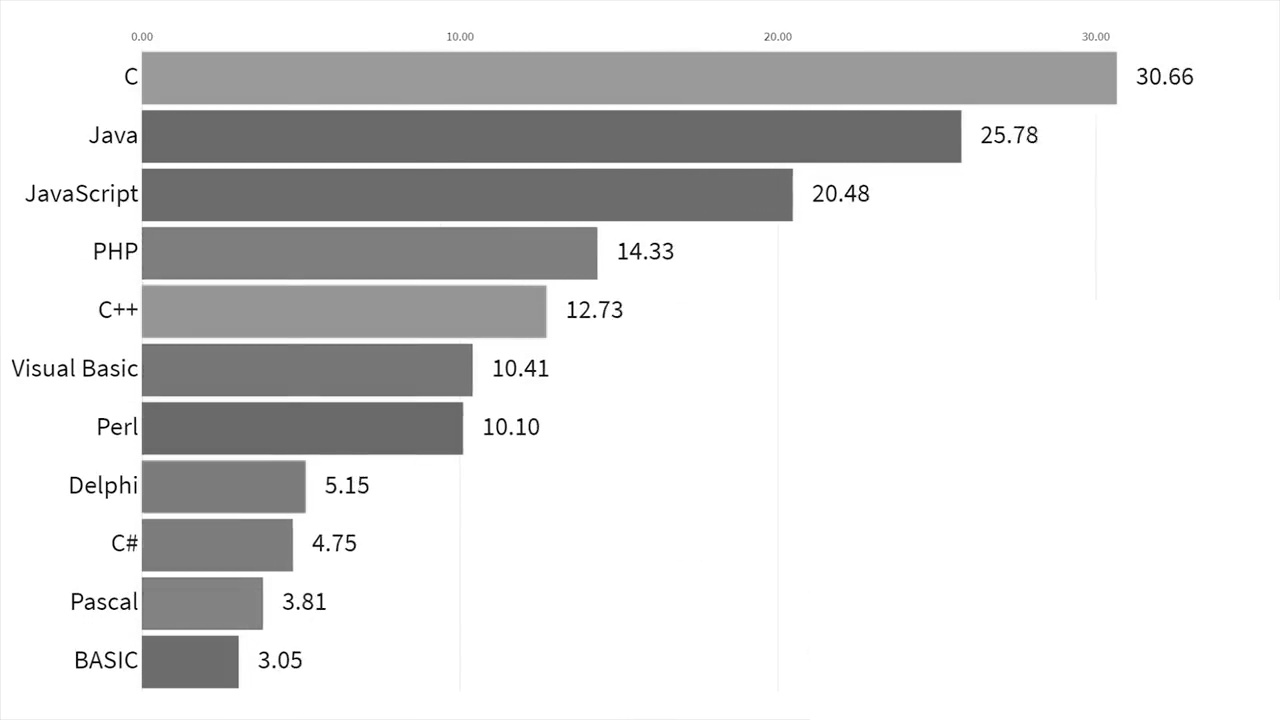 0.00 10.00 20.00 30.00
C 30.66
Java 25.78
JavaScript 20.48
PHP 14.33
C++ 12.73
Visual Basic 10.41
Perl 10.10
Delphi 5.15
C# 4.75
Pascal 3.81
BASIC 3.05